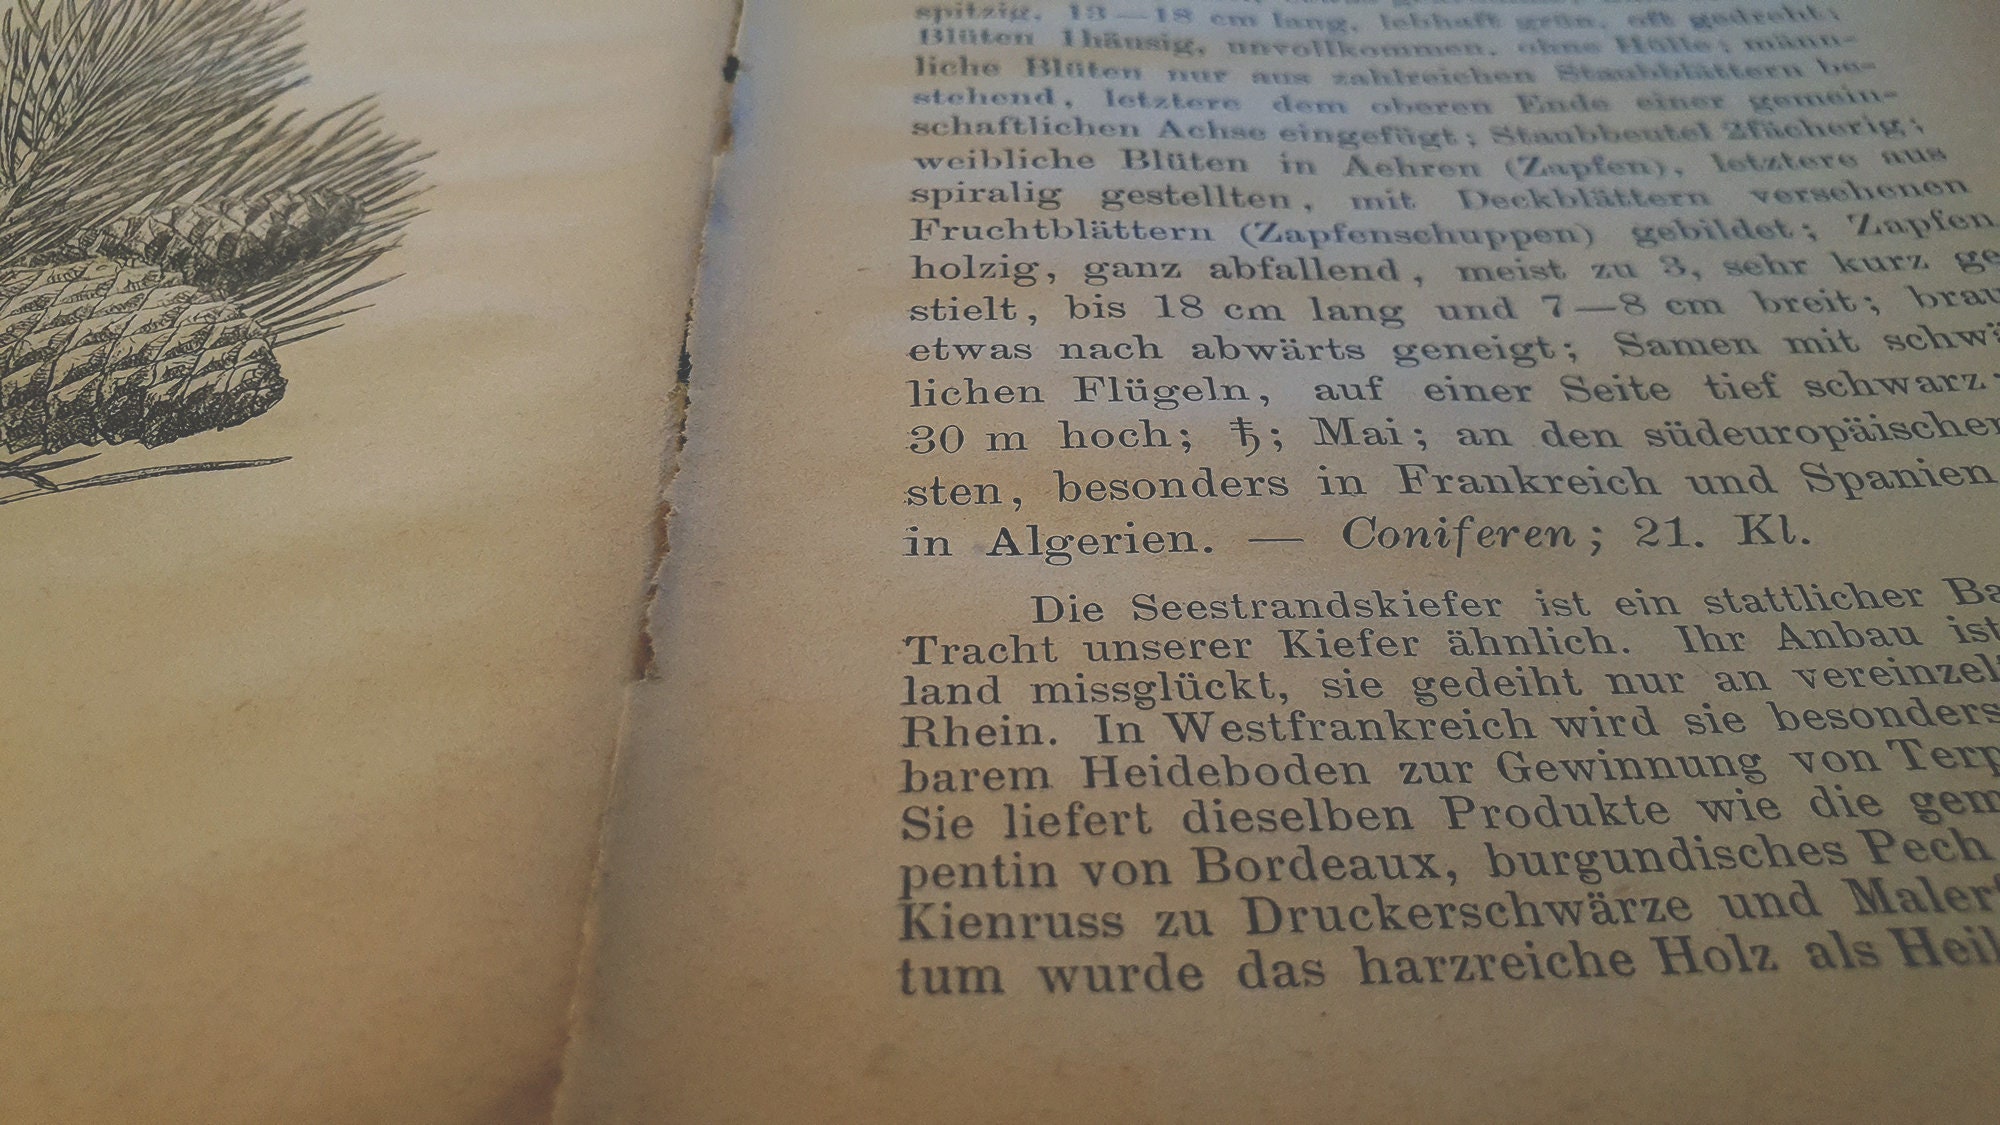 spitzig, 13—18 cm lang, lebhaft grün, oft gedreht;
Blüten 1häusig, unvollkommen, ohne Hülle; männ-
liche Blüten nur aus zahlreichen Staubblättern be-
stehend, letztere dem oberen Ende einer gemein-
schaftlichen Achse eingefügt; Staubbeutel 2fächerig;
weibliche Blüten in Aehren (Zapfen), letztere aus
spiralig gestellten, mit Deckblättern versehenen
Fruchtblättern (Zapfenschuppen) gebildet; Zapfen
holzig, ganz abfallend, meist zu 3, sehr kurz ge
stielt, bis 18 cm lang und 7—8 cm breit; brau
etwas nach abwärts geneigt; Samen mit schwä
lichen Flügeln, auf einer Seite tief schwarz
30 m hoch; ♄; Mai; an den südeuropäischen
sten, besonders in Frankreich und Spanien
in Algerien. — Coniferen; 21. Kl.
Die Seestrandskiefer ist ein stattlicher Ba
Tracht unserer Kiefer ähnlich. Ihr Anbau ist
land missglückt, sie gedeiht nur an vereinzel
Rhein. In Westfrankreich wird sie besonders
barem Heideboden zur Gewinnung von Terp
Sie liefert dieselben Produkte wie die gem
pentin von Bordeaux, burgundisches Pech
Kienruss zu Druckerschwärze und Maler
tum wurde das harzreiche Holz als Heil